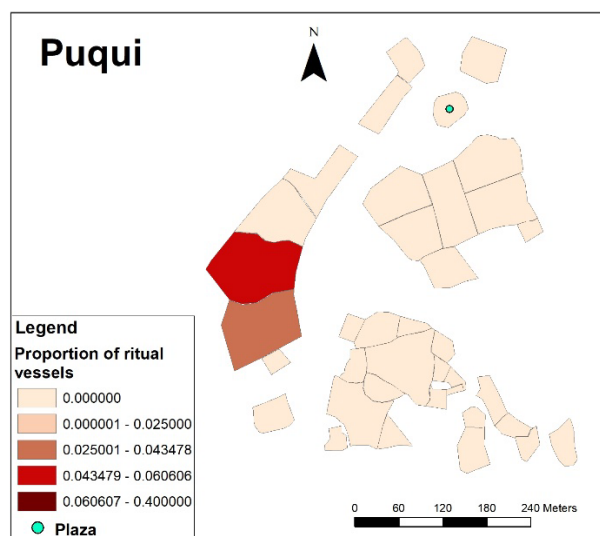 Puqui
N
Legend
Proportion of ritual
vessels
0.000000
0.000001 - 0.025000
0.025001 - 0.043478
0.043479 - 0.060606
0.060607 - 0.400000
Plaza
0 60 120 180 240 Meters